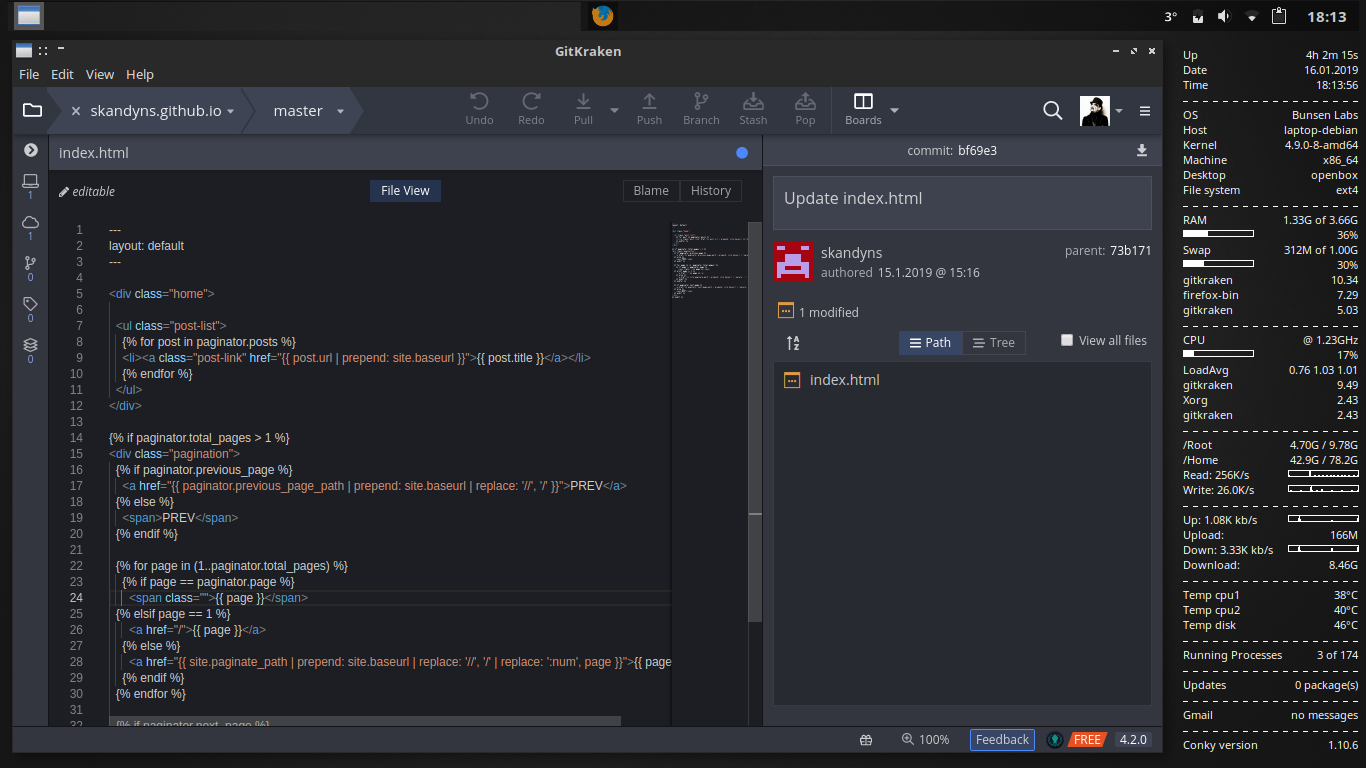 3° 18:13
GitKraken
File Edit View Help
skandyns.github.io master Undo Redo Pull Push Branch Stash Pop Boards
index.html
editable File View Blame History
1 ---
2 layout: default
3 ---
4
5 <div class="home">
6
7 <ul class="post-list">
8 {% for post in paginator.posts %}
9 <li><a class="post-link" href="{{ post.url | prepend: site.baseurl }}">{{ post.title }}</a></li>
10 {% endfor %}
11 </ul>
12 </div>
13
14 {% if paginator.total_pages > 1 %}
15 <div class="pagination">
16 {% if paginator.previous_page %}
17 <a href="{{ paginator.previous_page_path | prepend: site.baseurl | replace: '//', '/' }}">PREV</a>
18 {% else %}
19 <span>PREV</span>
20 {% endif %}
21
22 {% for page in (1..paginator.total_pages) %}
23 {% if page == paginator.page %}
24 <span class="">{{ page }}</span>
25 {% elsif page == 1 %}
26 <a href="/">{{ page }}</a>
27 {% else %}
28 <a href="{{ site.paginate_path | prepend: site.baseurl | replace: '//', '/' | replace: ':num', page }}">{{ page
29 {% endif %}
30 {% endfor %}
31
32 {% if paginator.next_page %}
1
1
0
0
0
commit: bf69e3
Update index.html
skandyns parent: 73b171
authored 15.1.2019 @ 15:16
1 modified
A Z Path Tree View all files
index.html
100% Feedback FREE 4.2.0
Up 4h 2m 15s
Date 16.01.2019
Time 18:13:56
OS Bunsen Labs
Host laptop-debian
Kernel 4.9.0-8-amd64
Machine x86_64
Desktop openbox
File system ext4
RAM 1.33G of 3.66G
36%
Swap 312M of 1.00G
30%
gitkraken 10.34
firefox-bin 7.29
gitkraken 5.03
CPU @ 1.23GHz
17%
LoadAvg 0.76 1.03 1.01
gitkraken 9.49
Xorg 2.43
gitkraken 2.43
/Root 4.70G / 9.78G
/Home 42.9G / 78.2G
Read: 256K/s
Write: 26.0K/s
Up: 1.08K kb/s
Upload: 166M
Down: 3.33K kb/s
Download: 8.46G
Temp cpu1 38°C
Temp cpu2 40°C
Temp disk 46°C
Running Processes 3 of 174
Updates 0 package(s)
Gmail no messages
Conky version 1.10.6